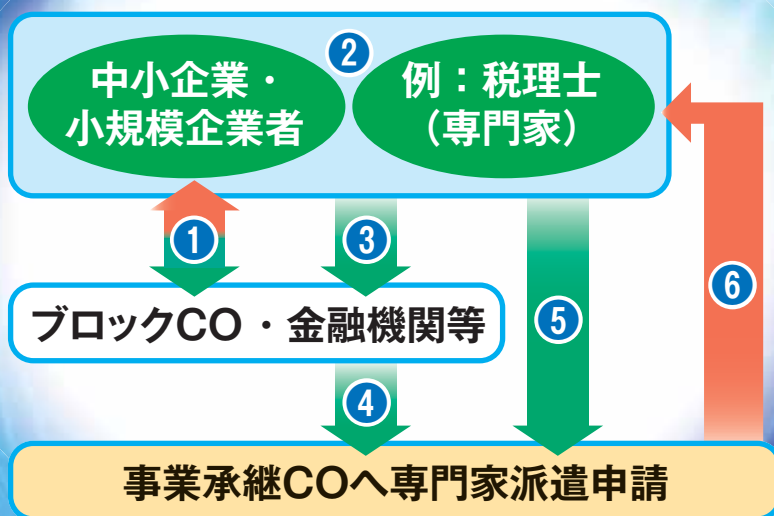 ②
中小企業・
小規模企業者
例：税理士
（専門家）
①
③
ブロックCO・金融機関等
⑤
⑥
④
事業承継COへ専門家派遣申請